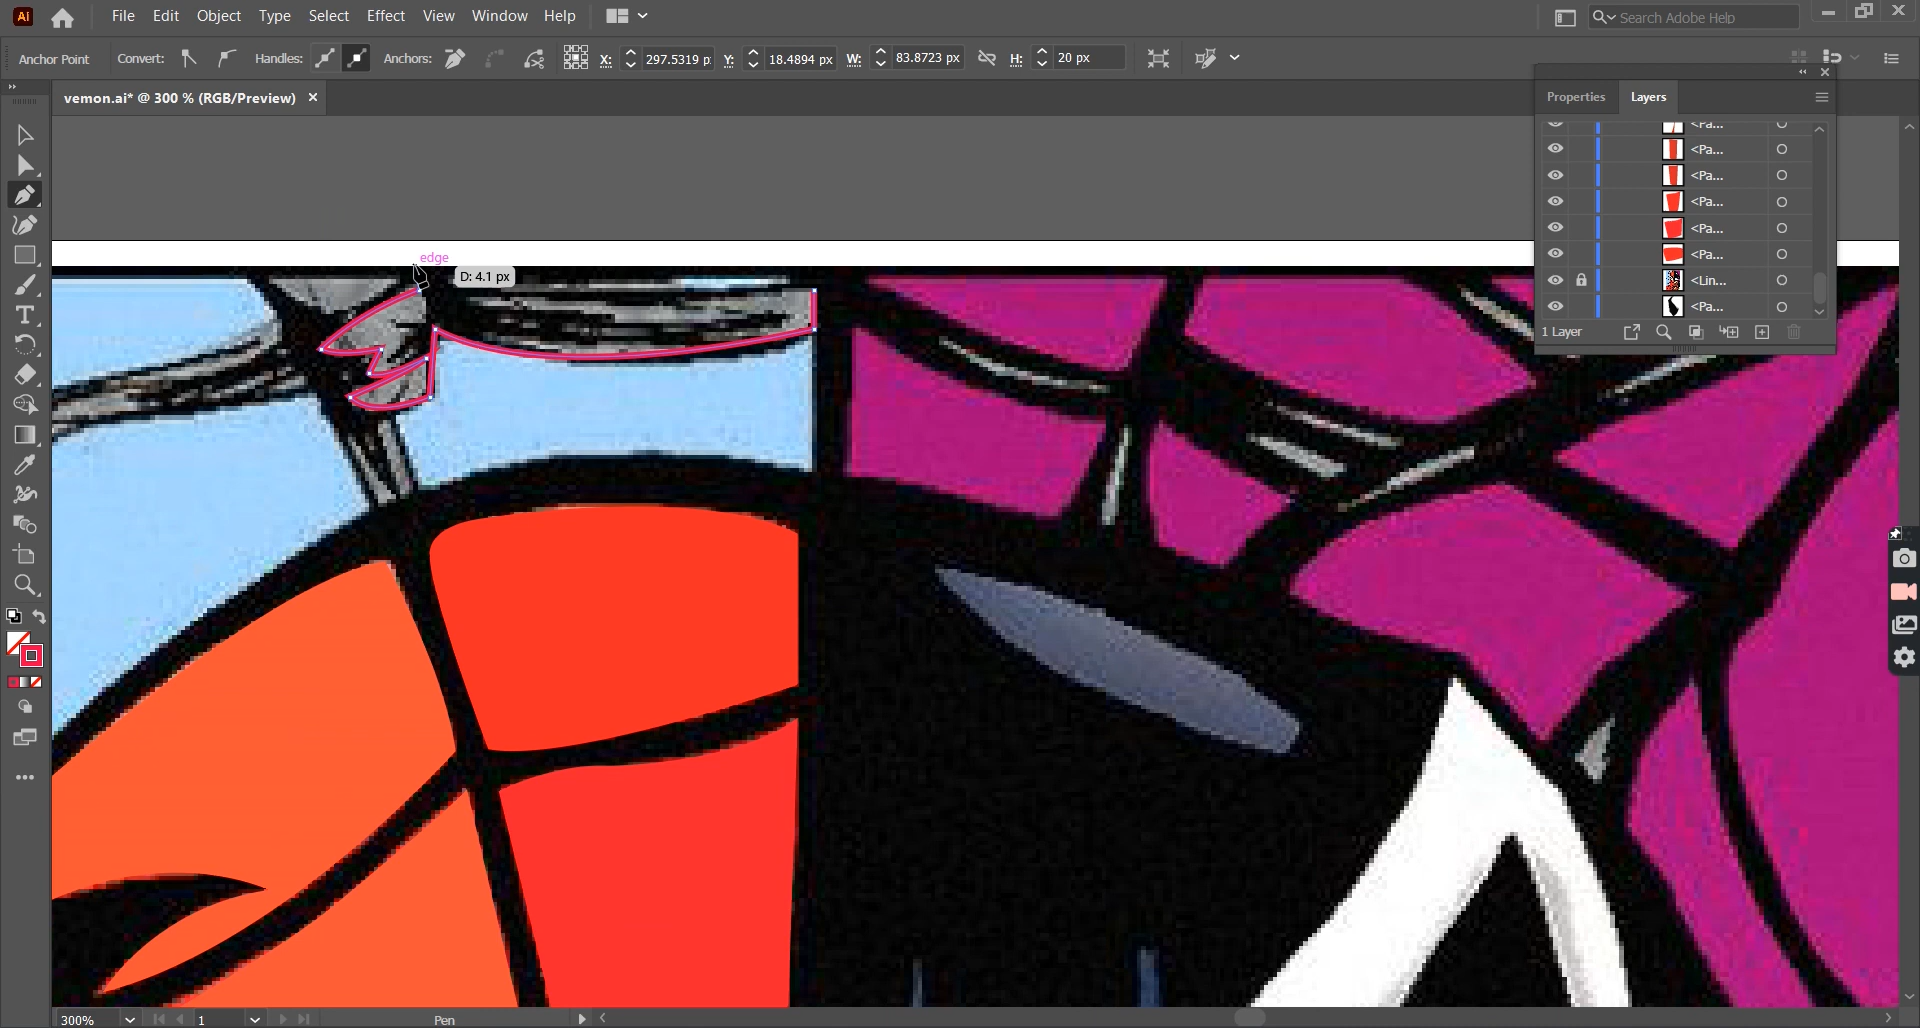 Ai File Edit Object Type Select Effect View Window Help Search Adobe Help
Anchor Point Convert: Handles: Anchors: X: 297.5319 p Y: 18.4894 px W: 83.8723 px H: 20 px
vemon.ai* @ 300 % (RGB/Preview) ×
Properties Layers
<Pa...
<Pa...
<Pa...
<Pa...
<Pa...
<Pa...
<Lin...
<Pa...
1 Layer
edge
D: 4.1 px
300% 1 Pen